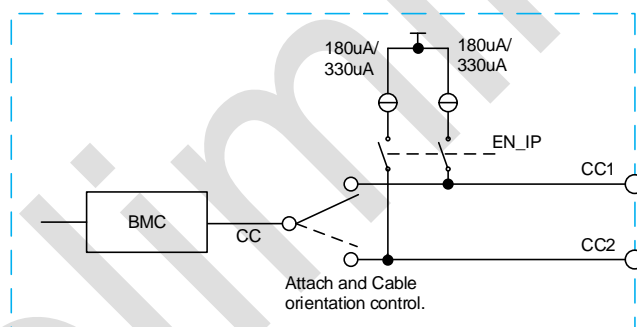 180uA/
330uA
180uA/
330uA
EN_IP
CC1
BMC
CC
CC2
Attach and Cable
orientation control.